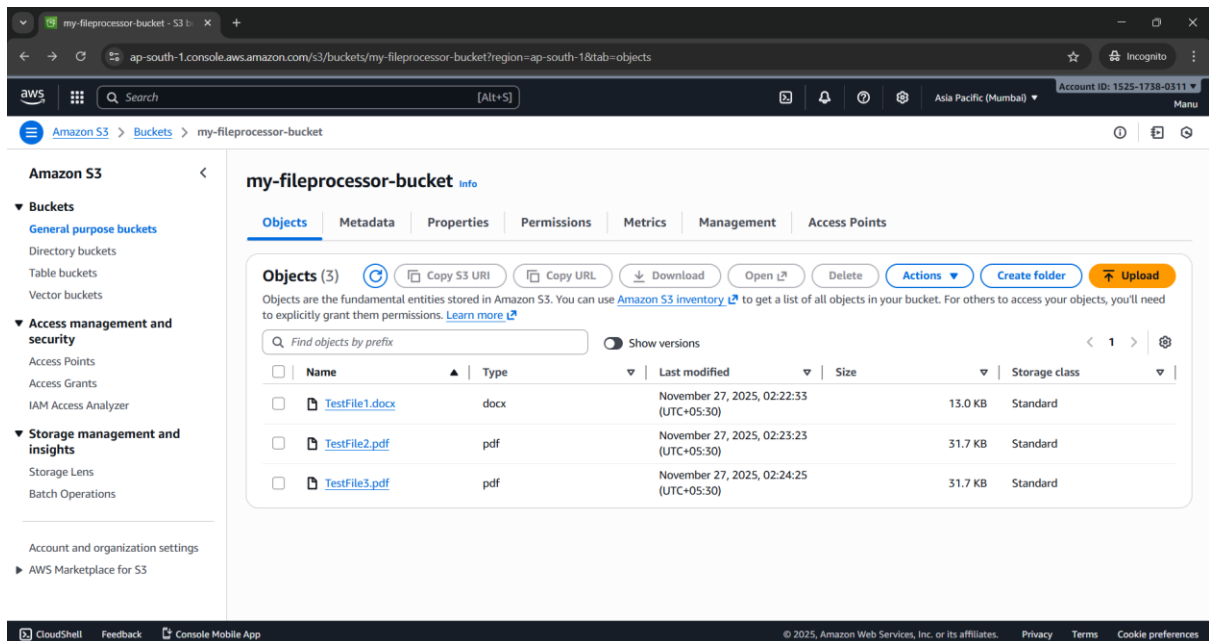 my-fileprocessor-bucket - S3 b
ap-south-1.console.aws.amazon.com/s3/buckets/my-fileprocessor-bucket?region=ap-south-1&tab=objects
Incognito
aws
Search
[Alt+S]
Asia Pacific (Mumbai)
Account ID: 1525-1738-0311
Manu
Amazon S3 > Buckets > my-fileprocessor-bucket
Amazon S3
Buckets
General purpose buckets
Directory buckets
Table buckets
Vector buckets
Access management and
security
Access Points
Access Grants
IAM Access Analyzer
Storage management and
insights
Storage Lens
Batch Operations
Account and organization settings
AWS Marketplace for S3
my-fileprocessor-bucket Info
Objects Metadata Properties Permissions Metrics Management Access Points
Objects (3) Copy S3 URI Copy URL Download Open Delete Actions Create folder Upload
Objects are the fundamental entities stored in Amazon S3. You can use Amazon S3 inventory to get a list of all objects in your bucket. For others to access your objects, you'll need
to explicitly grant them permissions. Learn more
Find objects by prefix
Show versions
1
Name Type Last modified Size Storage class
TestFile1.docx docx November 27, 2025, 02:22:33 (UTC+05:30) 13.0 KB Standard
TestFile2.pdf pdf November 27, 2025, 02:23:23 (UTC+05:30) 31.7 KB Standard
TestFile3.pdf pdf November 27, 2025, 02:24:25 (UTC+05:30) 31.7 KB Standard
CloudShell Feedback Console Mobile App © 2025, Amazon Web Services, Inc. or its affiliates. Privacy Terms Cookie preferences